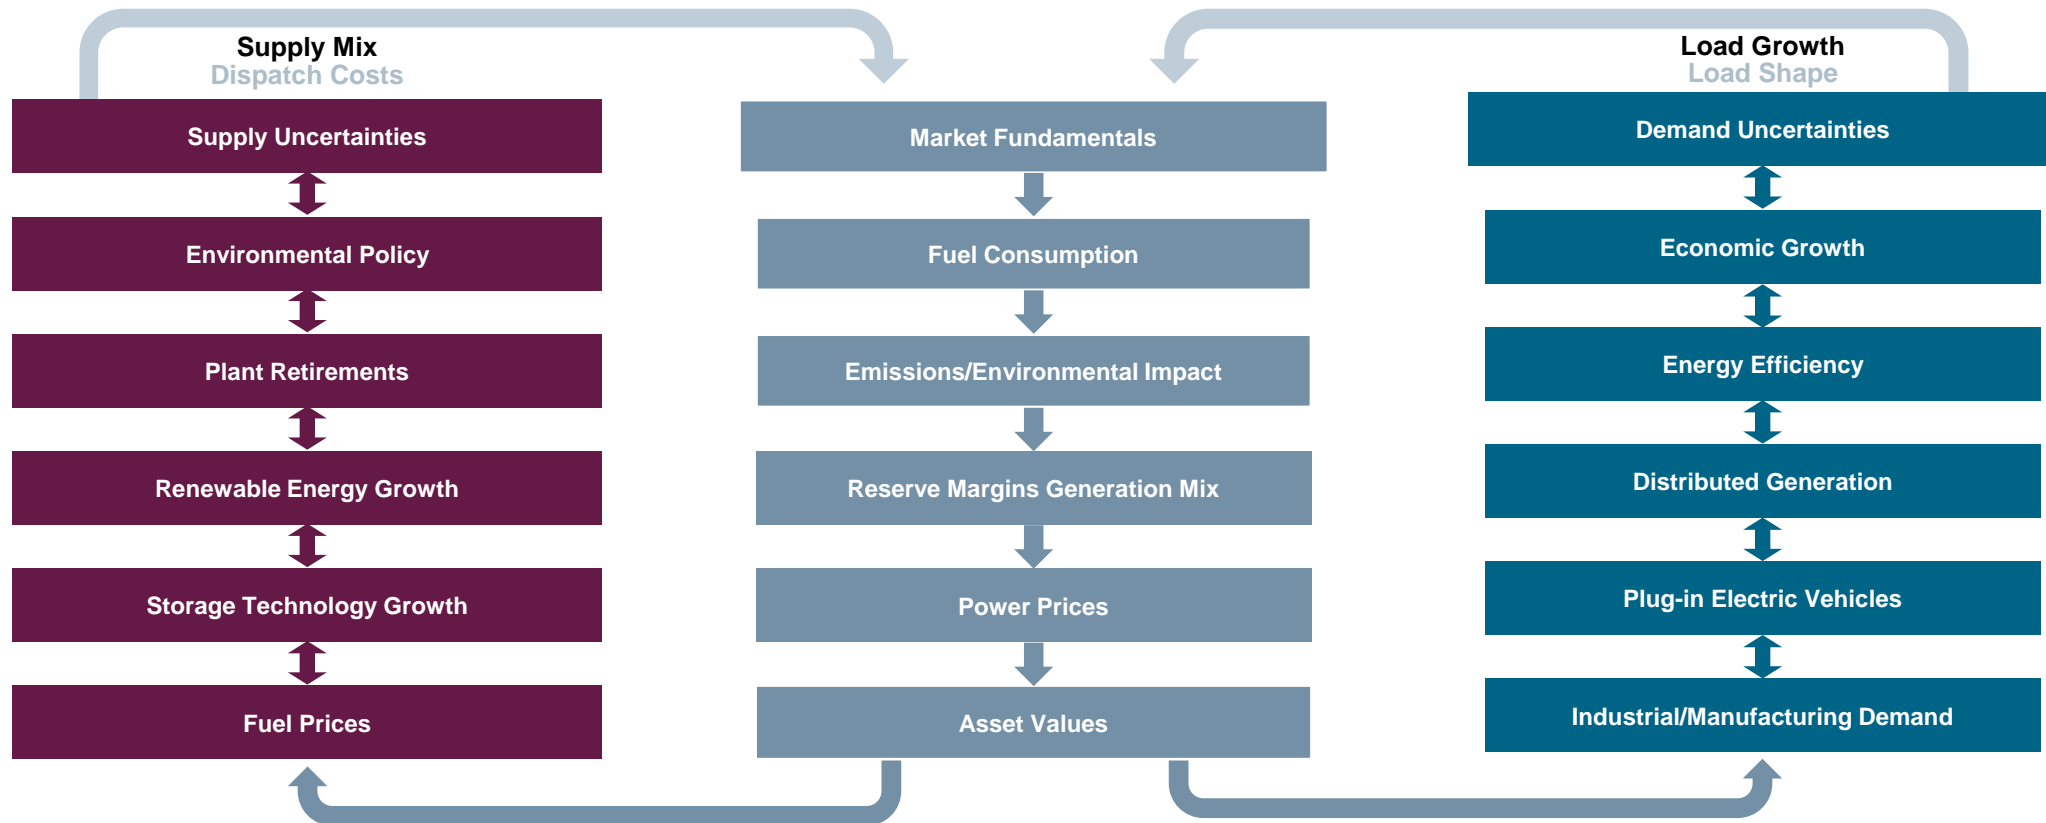 Supply Mix
Dispatch Costs
Supply Uncertainties
Environmental Policy
Plant Retirements
Renewable Energy Growth
Storage Technology Growth
Fuel Prices
Market Fundamentals
Fuel Consumption
Emissions/Environmental Impact
Reserve Margins Generation Mix
Power Prices
Asset Values
Load Growth
Load Shape
Demand Uncertainties
Economic Growth
Energy Efficiency
Distributed Generation
Plug-in Electric Vehicles
Industrial/Manufacturing Demand